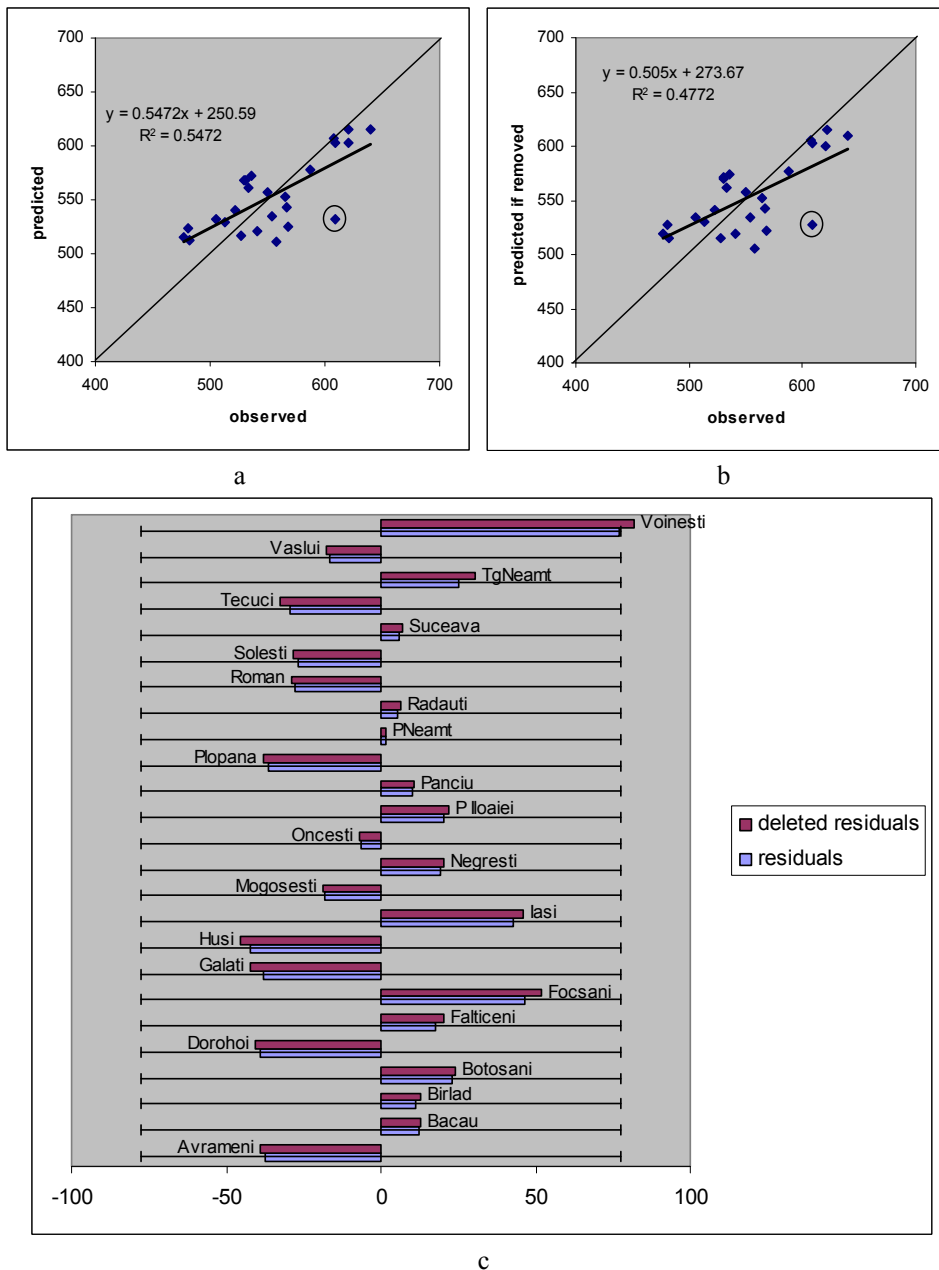 700
650
600
550
500
450
400
400
500
600
700
predicted
observed
y = 0.5472x + 250.59
R² = 0.5472
a
700
650
600
550
500
450
400
400
500
600
700
predicted if removed
observed
y = 0.505x + 273.67
R² = 0.4772
b
Voinesti
Vaslui
TgNeamt
Tecuci
Suceava
Solesti
Roman
Radauti
PNeamt
Plopana
Panciu
P Iloaiei
Oncesti
Negresti
Mogosesti
Iasi
Husi
Galati
Focsani
Falticeni
Dorohoi
Botosani
Birlad
Bacau
Avrameni
-100
-50
0
50
100
deleted residuals
residuals
c